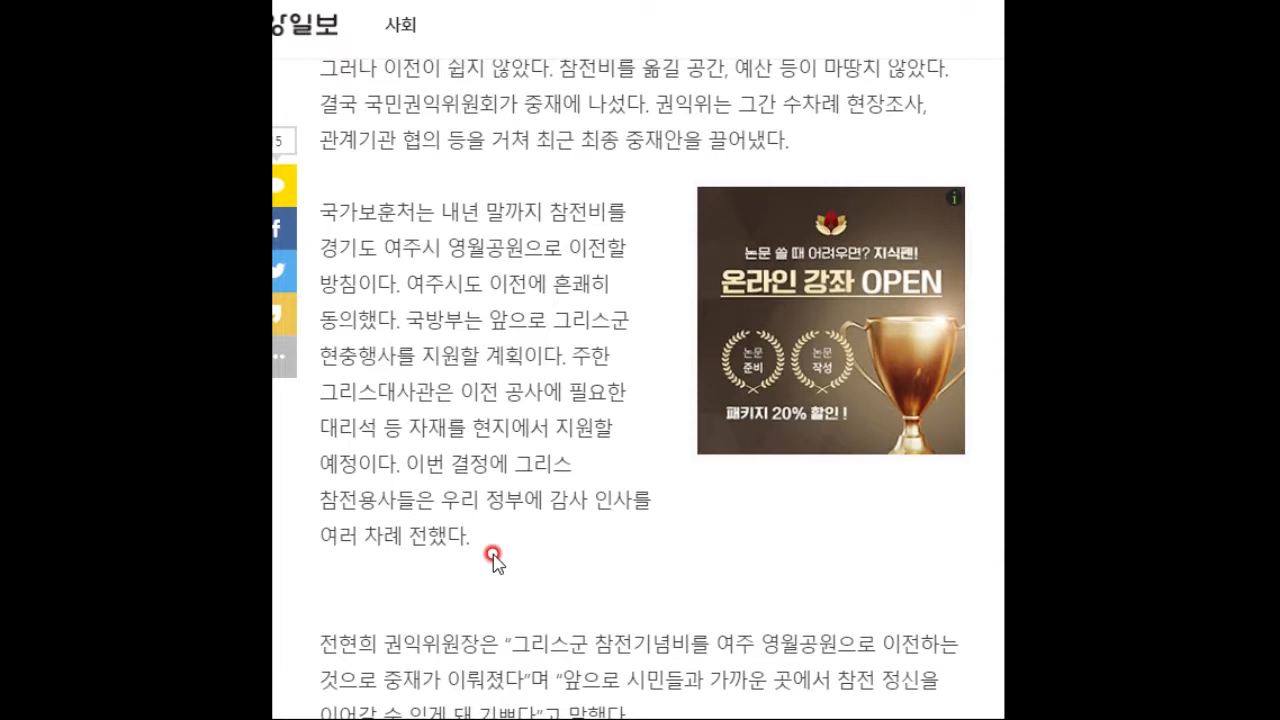 일보
사회
그러나 이전이 쉽지 않았다. 참전비를 옮길 공간, 예산 등이 마땅치 않았다.
결국 국민권익위원회가 중재에 나섰다. 권익위는 그간 수차례 현장조사,
관계기관 협의 등을 거쳐 최근 최종 중재안을 끌어냈다.
5
국가보훈처는 내년 말까지 참전비를
경기도 여주시 영월공원으로 이전할
방침이다. 여주시도 이전에 흔쾌히
동의했다. 국방부는 앞으로 그리스군
현충행사를 지원할 계획이다. 주한
그리스대사관은 이전 공사에 필요한
대리석 등 자재를 현지에서 지원할
예정이다. 이번 결정에 그리스
참전용사들은 우리 정부에 감사 인사를
여러 차례 전했다.
논문 쓸 때 어려우면? 지식펜!
온라인 강좌 OPEN
논문 준비
논문 작성
패키지 20% 할인 !
전현희 권익위원장은 “그리스군 참전기념비를 여주 영월공원으로 이전하는
것으로 중재가 이뤄졌다”며 “앞으로 시민들과 가까운 곳에서 참전 정신을
이어갈 수 있게 돼 기쁘다”고 말했다